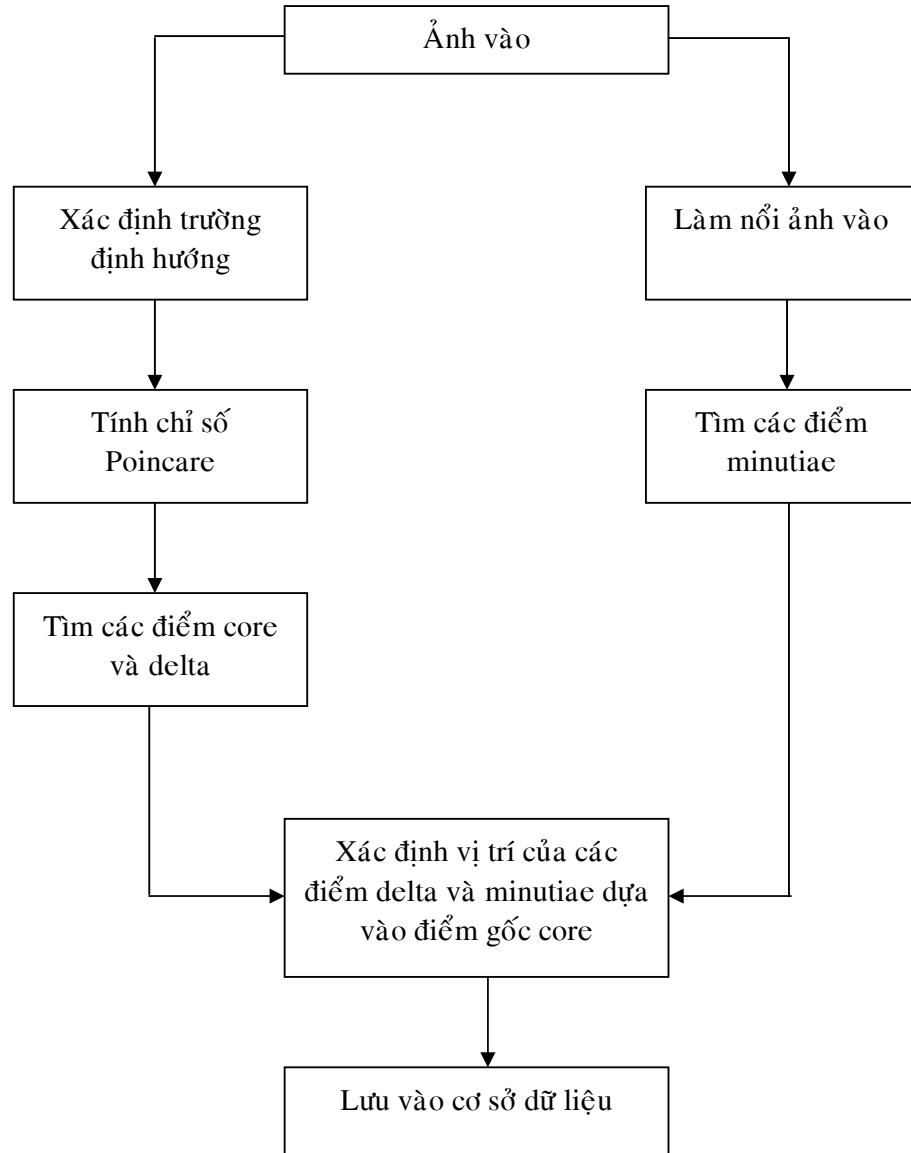 Ảnh vào
Xác định trường
định hướng
Làm nổi ảnh vào
Tính chỉ số
Poincare
Tìm các điểm
minutiae
Tìm các điểm core
và delta
Xác định vị trí của các
điểm delta và minutiae dựa
vào điểm gốc core
Lưu vào cơ sở dữ liệu